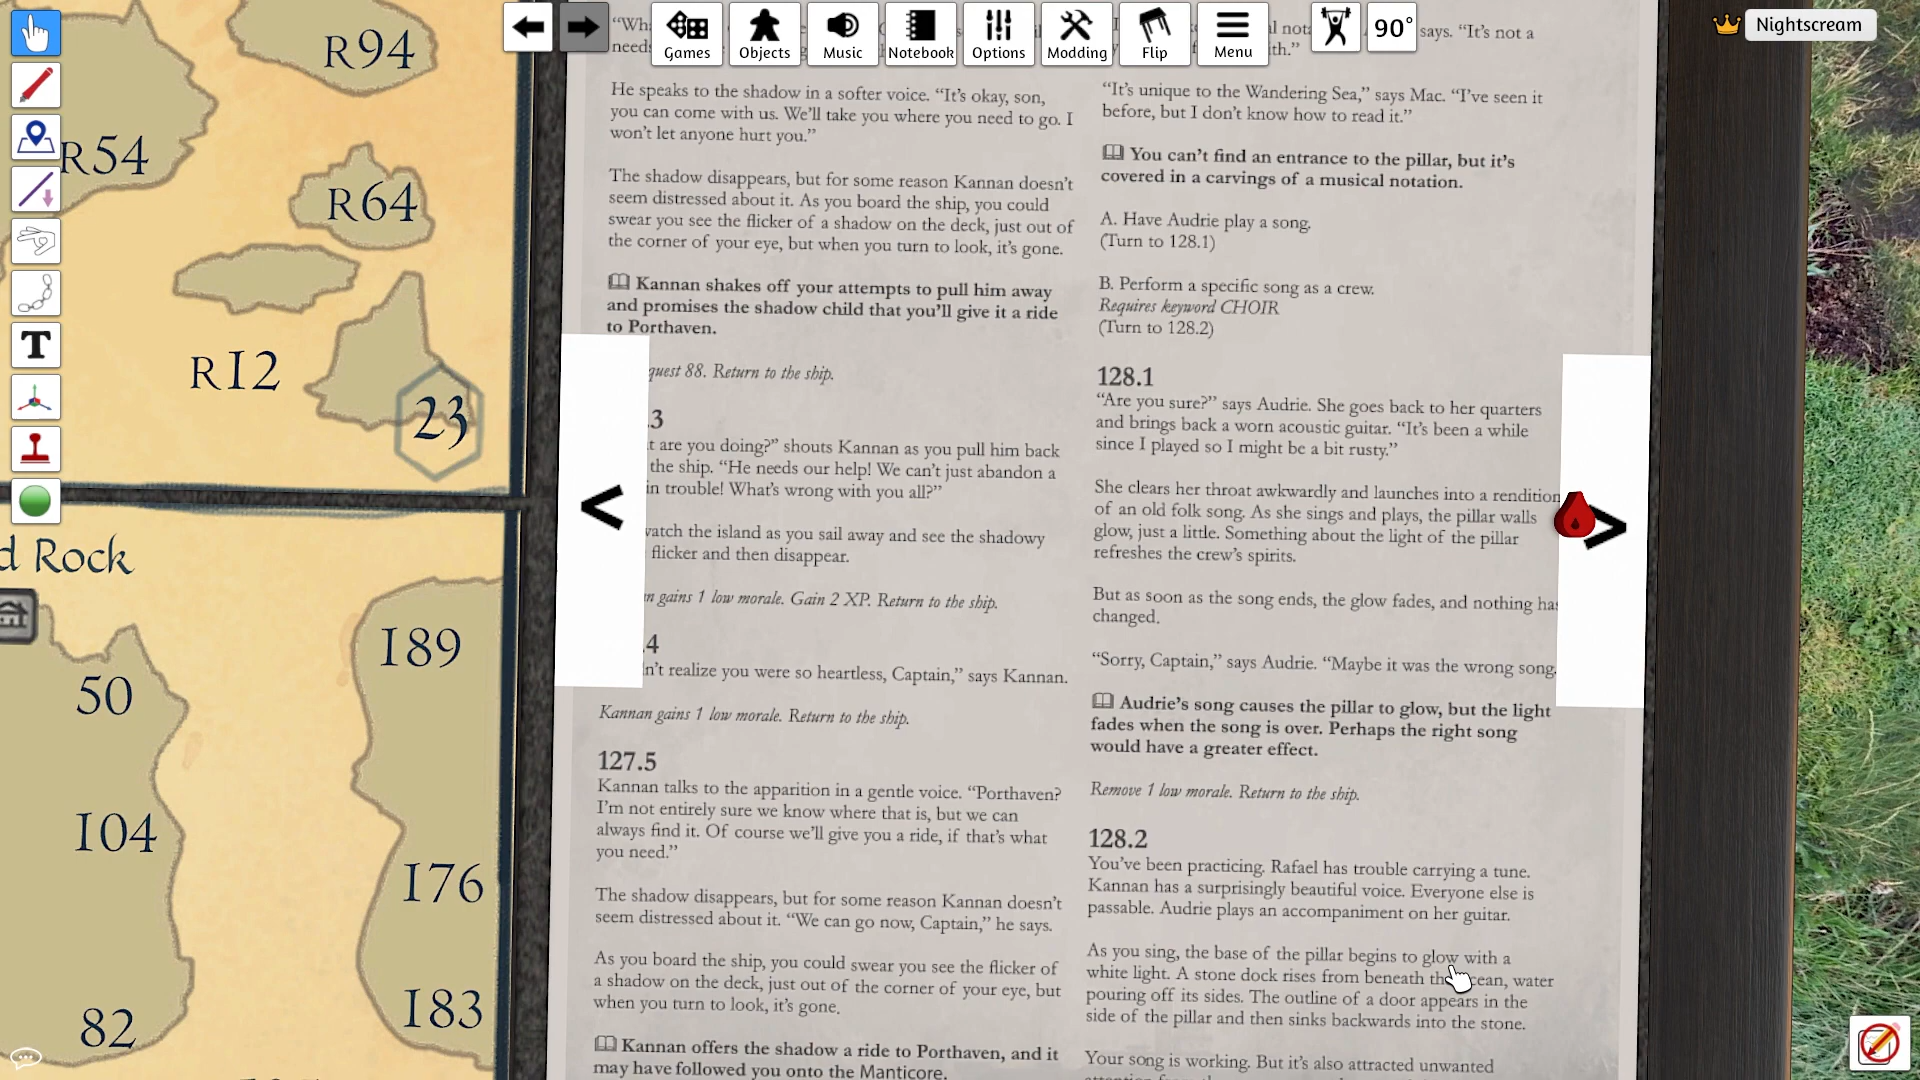 Games
Objects
Music
Notebook
Options
Modding
Flip
Menu
90°
Nightscream
R94
R54
R64
R12
23
d Rock
189
50
104
176
183
82
He speaks to the shadow in a softer voice. “It’s okay, son,
you can come with us. We’ll take you where you need to go. I
won’t let anyone hurt you.”
The shadow disappears, but for some reason Kannan doesn’t
seem distressed about it. As you board the ship, you could
swear you see the flicker of a shadow on the deck, just out of
the corner of your eye, but when you turn to look, it’s gone.
Kannan shakes off your attempts to pull him away
and promises the shadow child that you’ll give it a ride
to Porthaven.
quest 88. Return to the ship.
.3
t are you doing?” shouts Kannan as you pull him back
the ship. “He needs our help! We can’t just abandon a
in trouble! What’s wrong with you all?”
watch the island as you sail away and see the shadowy
flicker and then disappear.
n gains 1 low morale. Gain 2 XP. Return to the ship.
.4
n’t realize you were so heartless, Captain,” says Kannan.
Kannan gains 1 low morale. Return to the ship.
127.5
Kannan talks to the apparition in a gentle voice. “Porthaven?
I’m not entirely sure we know where that is, but we can
always find it. Of course we’ll give you a ride, if that’s what
you need.”
The shadow disappears, but for some reason Kannan doesn’t
seem distressed about it. “We can go now, Captain,” he says.
As you board the ship, you could swear you see the flicker of
a shadow on the deck, just out of the corner of your eye, but
when you turn to look, it’s gone.
Kannan offers the shadow a ride to Porthaven, and it
may have followed you onto the Manticore.
says. “It’s not a
“It’s unique to the Wandering Sea,” says Mac. “I’ve seen it
before, but I don’t know how to read it.”
You can’t find an entrance to the pillar, but it’s
covered in a carvings of a musical notation.
A. Have Audrie play a song.
(Turn to 128.1)
B. Perform a specific song as a crew.
Requires keyword CHOIR
(Turn to 128.2)
128.1
“Are you sure?” says Audrie. She goes back to her quarters
and brings back a worn acoustic guitar. “It’s been a while
since I played so I might be a bit rusty.”
She clears her throat awkwardly and launches into a rendition
of an old folk song. As she sings and plays, the pillar walls
glow, just a little. Something about the light of the pillar
refreshes the crew’s spirits.
But as soon as the song ends, the glow fades, and nothing has
changed.
“Sorry, Captain,” says Audrie. “Maybe it was the wrong song.
Audrie’s song causes the pillar to glow, but the light
fades when the song is over. Perhaps the right song
would have a greater effect.
Remove 1 low morale. Return to the ship.
128.2
You’ve been practicing. Rafael has trouble carrying a tune.
Kannan has a surprisingly beautiful voice. Everyone else is
passable. Audrie plays an accompaniment on her guitar.
As you sing, the base of the pillar begins to glow with a
white light. A stone dock rises from beneath the ocean, water
pouring off its sides. The outline of a door appears in the
side of the pillar and then sinks backwards into the stone.
Your song is working. But it’s also attracted unwanted